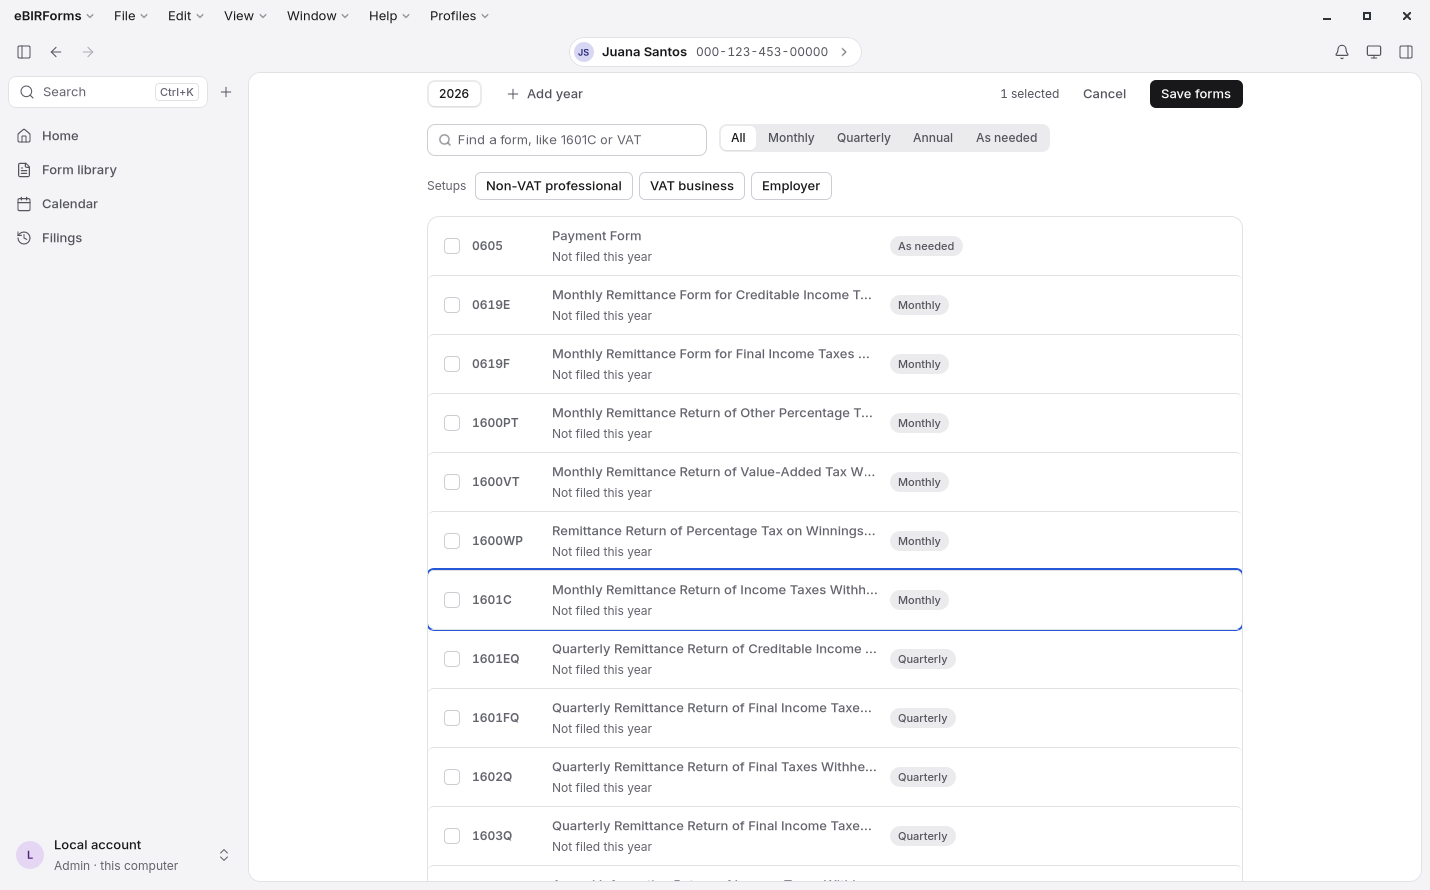 eBIRForms File Edit View Window Help Profiles
JS Juana Santos 000-123-453-00000
Search Ctrl+K
Home
Form library
Calendar
Filings
2026 Add year 1 selected Cancel Save forms
Find a form, like 1601C or VAT All Monthly Quarterly Annual As needed
Setups Non-VAT professional VAT business Employer
0605 Payment Form As needed
Not filed this year
0619E Monthly Remittance Form for Creditable Income T... Monthly
Not filed this year
0619F Monthly Remittance Form for Final Income Taxes ... Monthly
Not filed this year
1600PT Monthly Remittance Return of Other Percentage T... Monthly
Not filed this year
1600VT Monthly Remittance Return of Value-Added Tax W... Monthly
Not filed this year
1600WP Remittance Return of Percentage Tax on Winnings... Monthly
Not filed this year
1601C Monthly Remittance Return of Income Taxes Withh... Monthly
Not filed this year
1601EQ Quarterly Remittance Return of Creditable Income ... Quarterly
Not filed this year
1601FQ Quarterly Remittance Return of Final Income Taxe... Quarterly
Not filed this year
1602Q Quarterly Remittance Return of Final Taxes Withhe... Quarterly
Not filed this year
1603Q Quarterly Remittance Return of Final Income Taxe... Quarterly
Not filed this year
L Local account
Admin · this computer